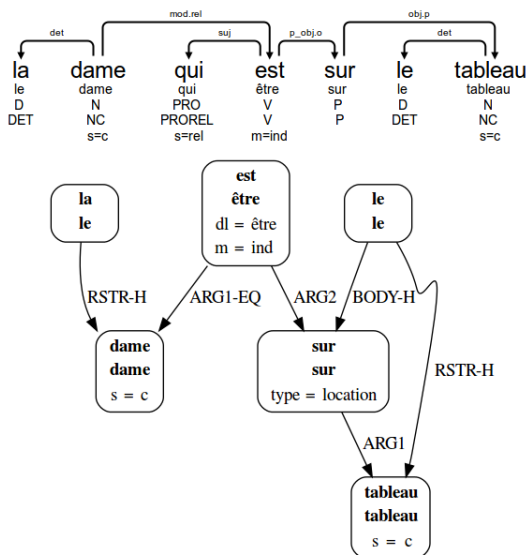 mod.rel obj.p
det suj p_obj.o det
la dame qui est sur le tableau
le dame qui être sur le tableau
D N PRO V P D N
DET NC PROREL V P DET NC
s=c s=rel m=ind s=c
est
être
dl = être
m = ind
la
le
le
le
RSTR-H ARG1-EQ ARG2 BODY-H
RSTR-H
dame
dame
s = c
sur
sur
type = location
ARG1
tableau
tableau
s = c